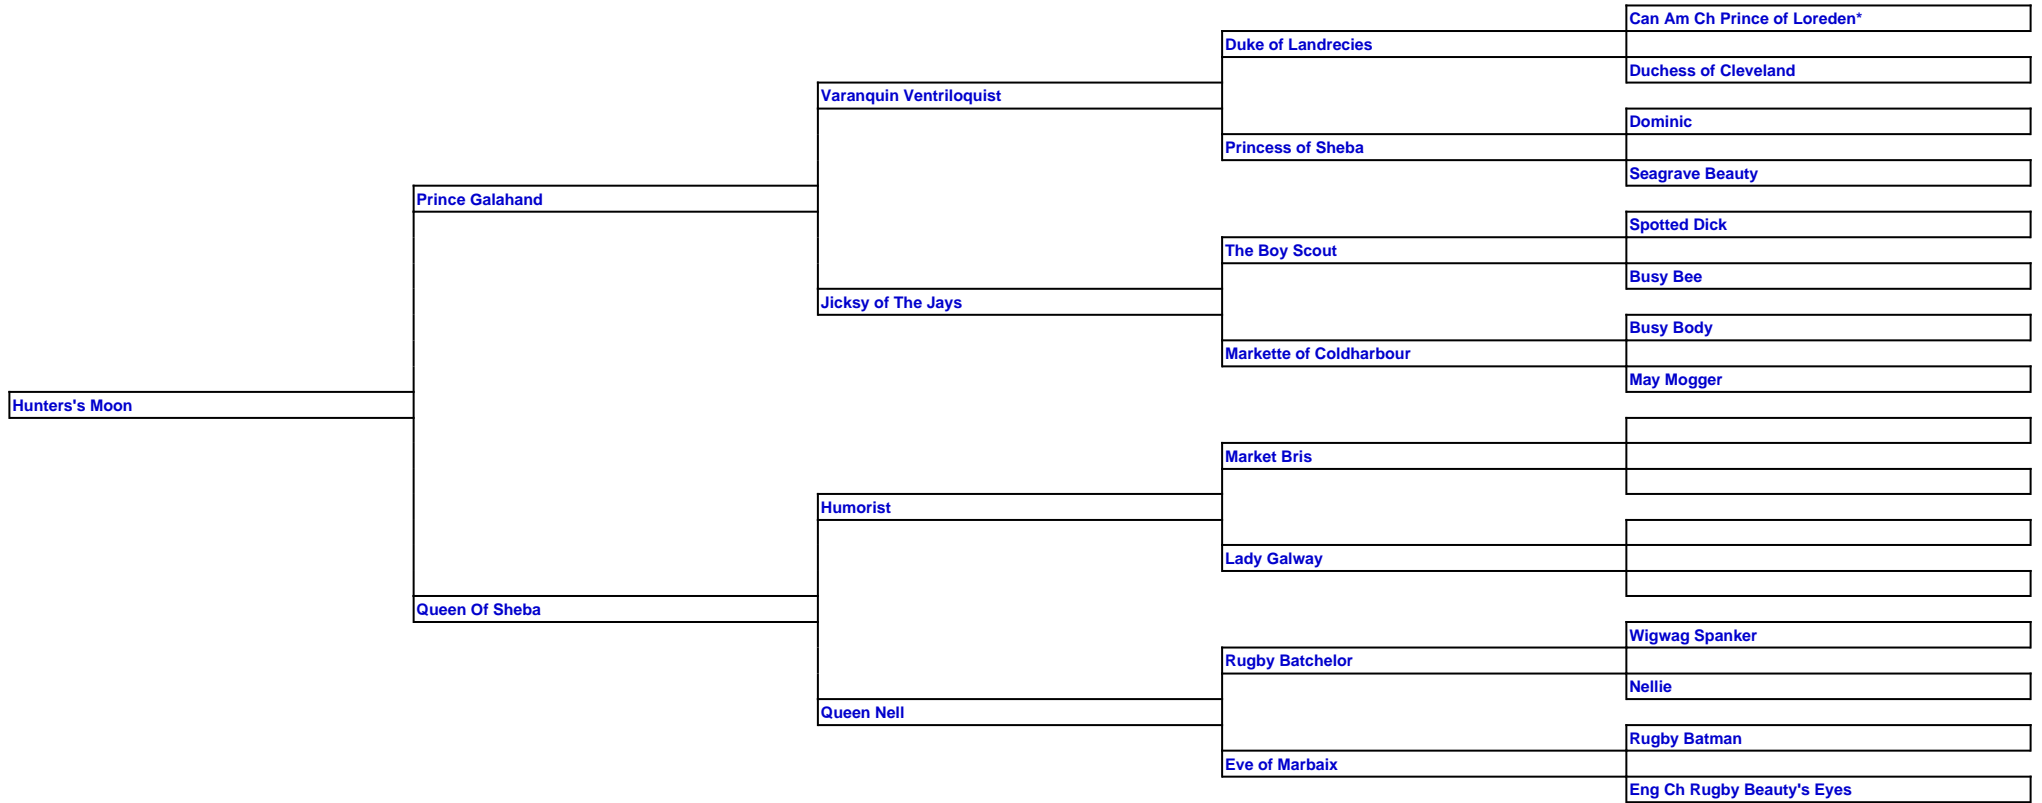 Can Am Ch Prince of Loreden*
Duke of Landrecies
Duchess of Cleveland
Varanquin Ventriloquist
Dominic
Princess of Sheba
Seagrave Beauty
Prince Galahand
Spotted Dick
The Boy Scout
Busy Bee
Jicksy of The Jays
Busy Body
Markette of Coldharbour
May Mogger
Hunters's Moon
Market Bris
Humorist
Lady Galway
Queen Of Sheba
Wigwag Spanker
Rugby Batchelor
Nellie
Queen Nell
Rugby Batman
Eve of Marbaix
Eng Ch Rugby Beauty's Eyes